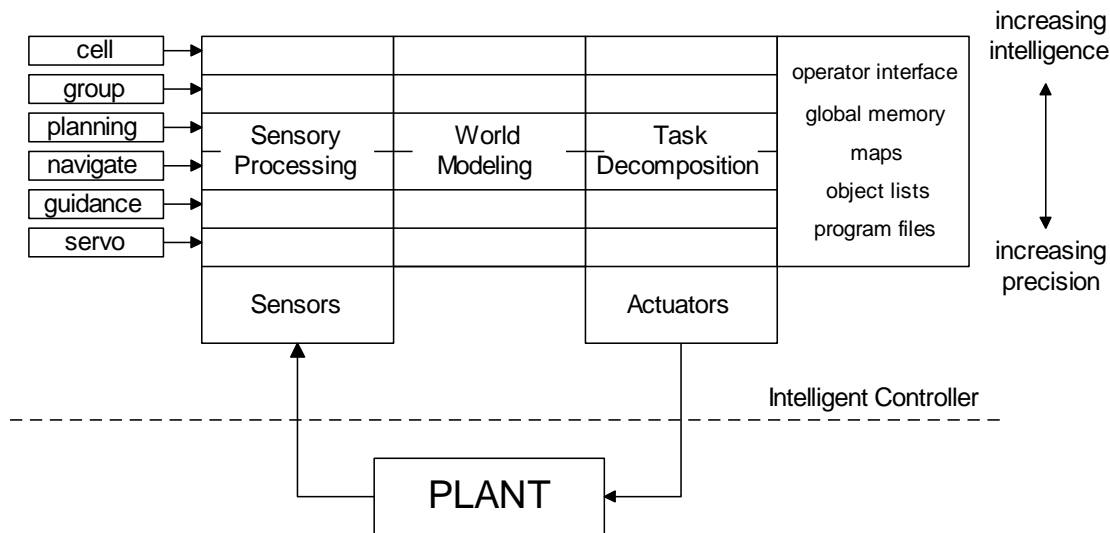 cell
group
planning
navigate
guidance
servo
Sensory
Processing
World
Modeling
Task
Decomposition
operator interface
global memory
maps
object lists
program files
increasing
intelligence
increasing
precision
Sensors
Actuators
Intelligent Controller
PLANT